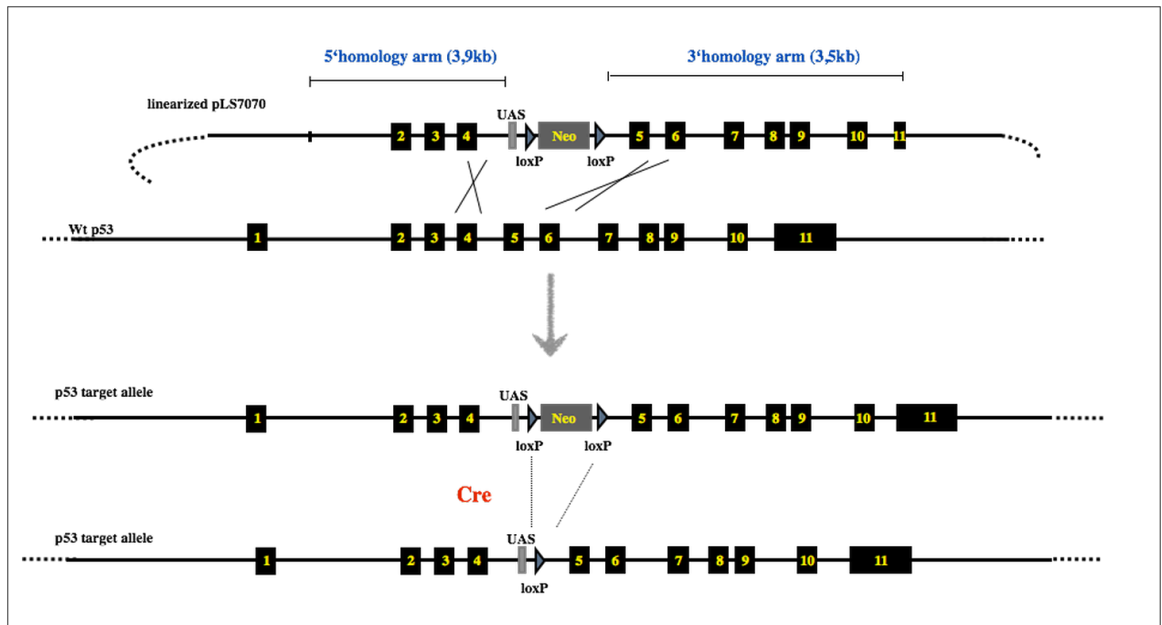 5‘homology arm (3,9kb) 3‘homology arm (3,5kb)
linearized pLS7070
UAS
2 3 4 Neo 5 6 7 8 9 10 11
loxP loxP
Wt p53
1 2 3 4 5 6 7 8 9 10 11
p53 target allele
UAS
1 2 3 4 Neo 5 6 7 8 9 10 11
loxP loxP
Cre
p53 target allele
UAS
1 2 3 4 5 6 7 8 9 10 11
loxP